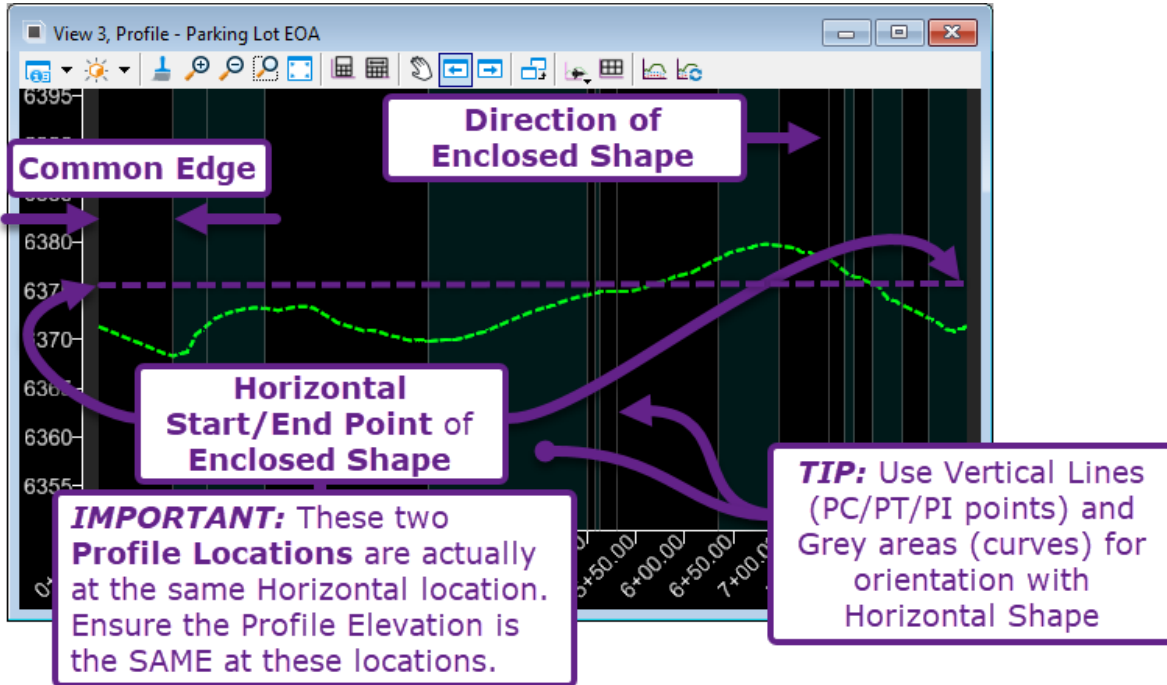 View 3, Profile - Parking Lot EOA
6395
Direction of
Enclosed Shape
Common Edge
6380
6370
6365
6360
6355
Horizontal
Start/End Point of
Enclosed Shape
IMPORTANT: These two
Profile Locations are actually
at the same Horizontal location.
Ensure the Profile Elevation is
the SAME at these locations.
TIP: Use Vertical Lines
(PC/PT/PI points) and
Grey areas (curves) for
orientation with
Horizontal Shape
6+00.00
6+50.00
7+00.00